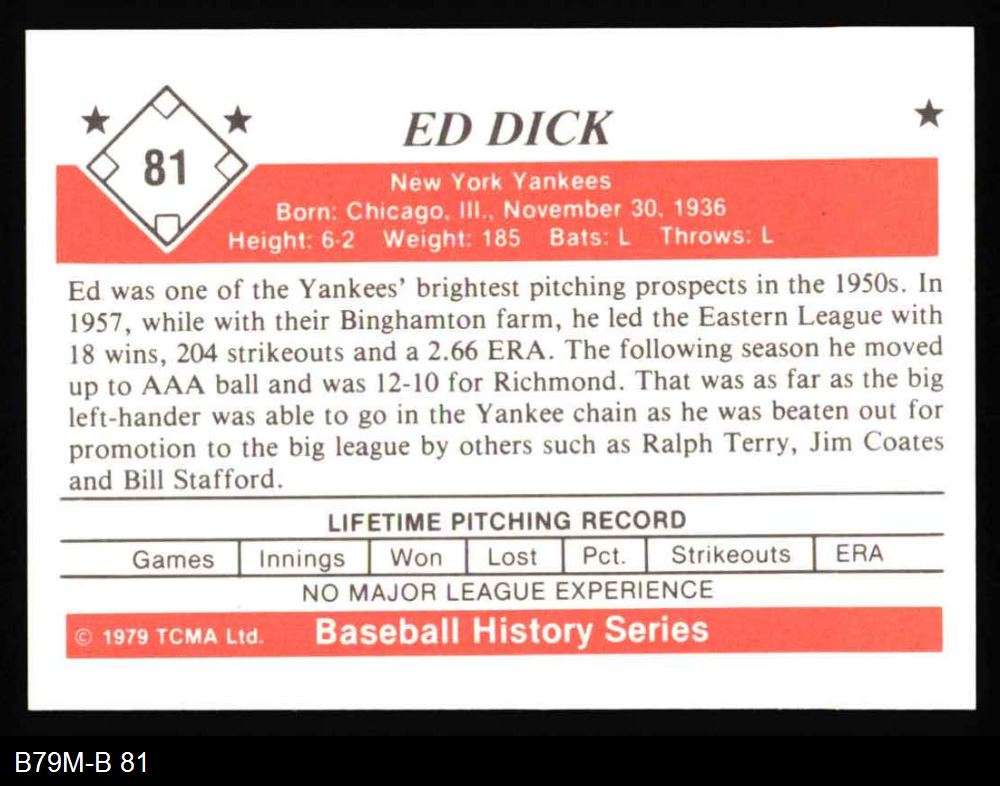 81
ED DICK
New York Yankees
Born: Chicago, Ill., November 30, 1936
Height: 6-2 Weight: 185 Bats: L Throws: L
Ed was one of the Yankees' brightest pitching prospects in the 1950s. In
1957, while with their Binghamton farm, he led the Eastern League with
18 wins, 204 strikeouts and a 2.66 ERA. The following season he moved
up to AAA ball and was 12-10 for Richmond. That was as far as the big
left-hander was able to go in the Yankee chain as he was beaten out for
promotion to the big league by others such as Ralph Terry, Jim Coates
and Bill Stafford.
LIFETIME PITCHING RECORD
Games Innings Won Lost Pct. Strikeouts ERA
NO MAJOR LEAGUE EXPERIENCE
© 1979 TCMA Ltd. Baseball History Series
B79M-B 81